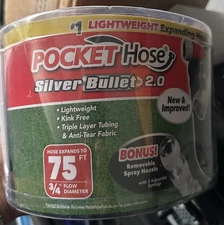 #1 LIGHTWEIGHT Expanding Hose
POCKET Hose
Silver Bullet 2.0
• Lightweight
• Kink Free
• Triple Layer Tubing
& Anti-Tear Fabric
New &
Improved!
HOSE EXPANDS TO
75 FT
3/4" FLOW
DIAMETER
BONUS!
Removable
Spray Nozzle